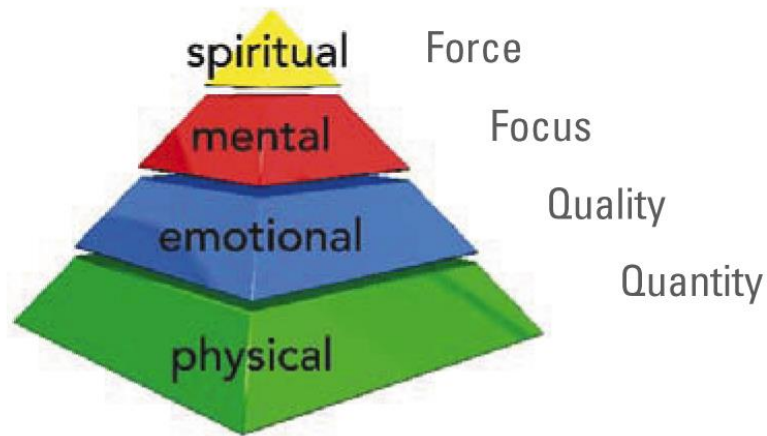 spiritual Force
mental Focus
Quality
emotional
Quantity
physical